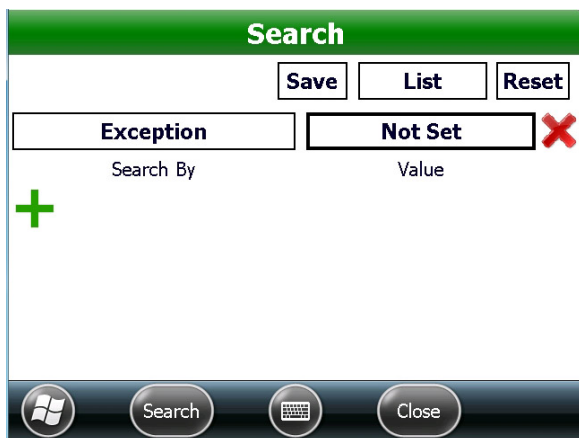 Search
Save List Reset
Exception Not Set
Search By Value
Search Close